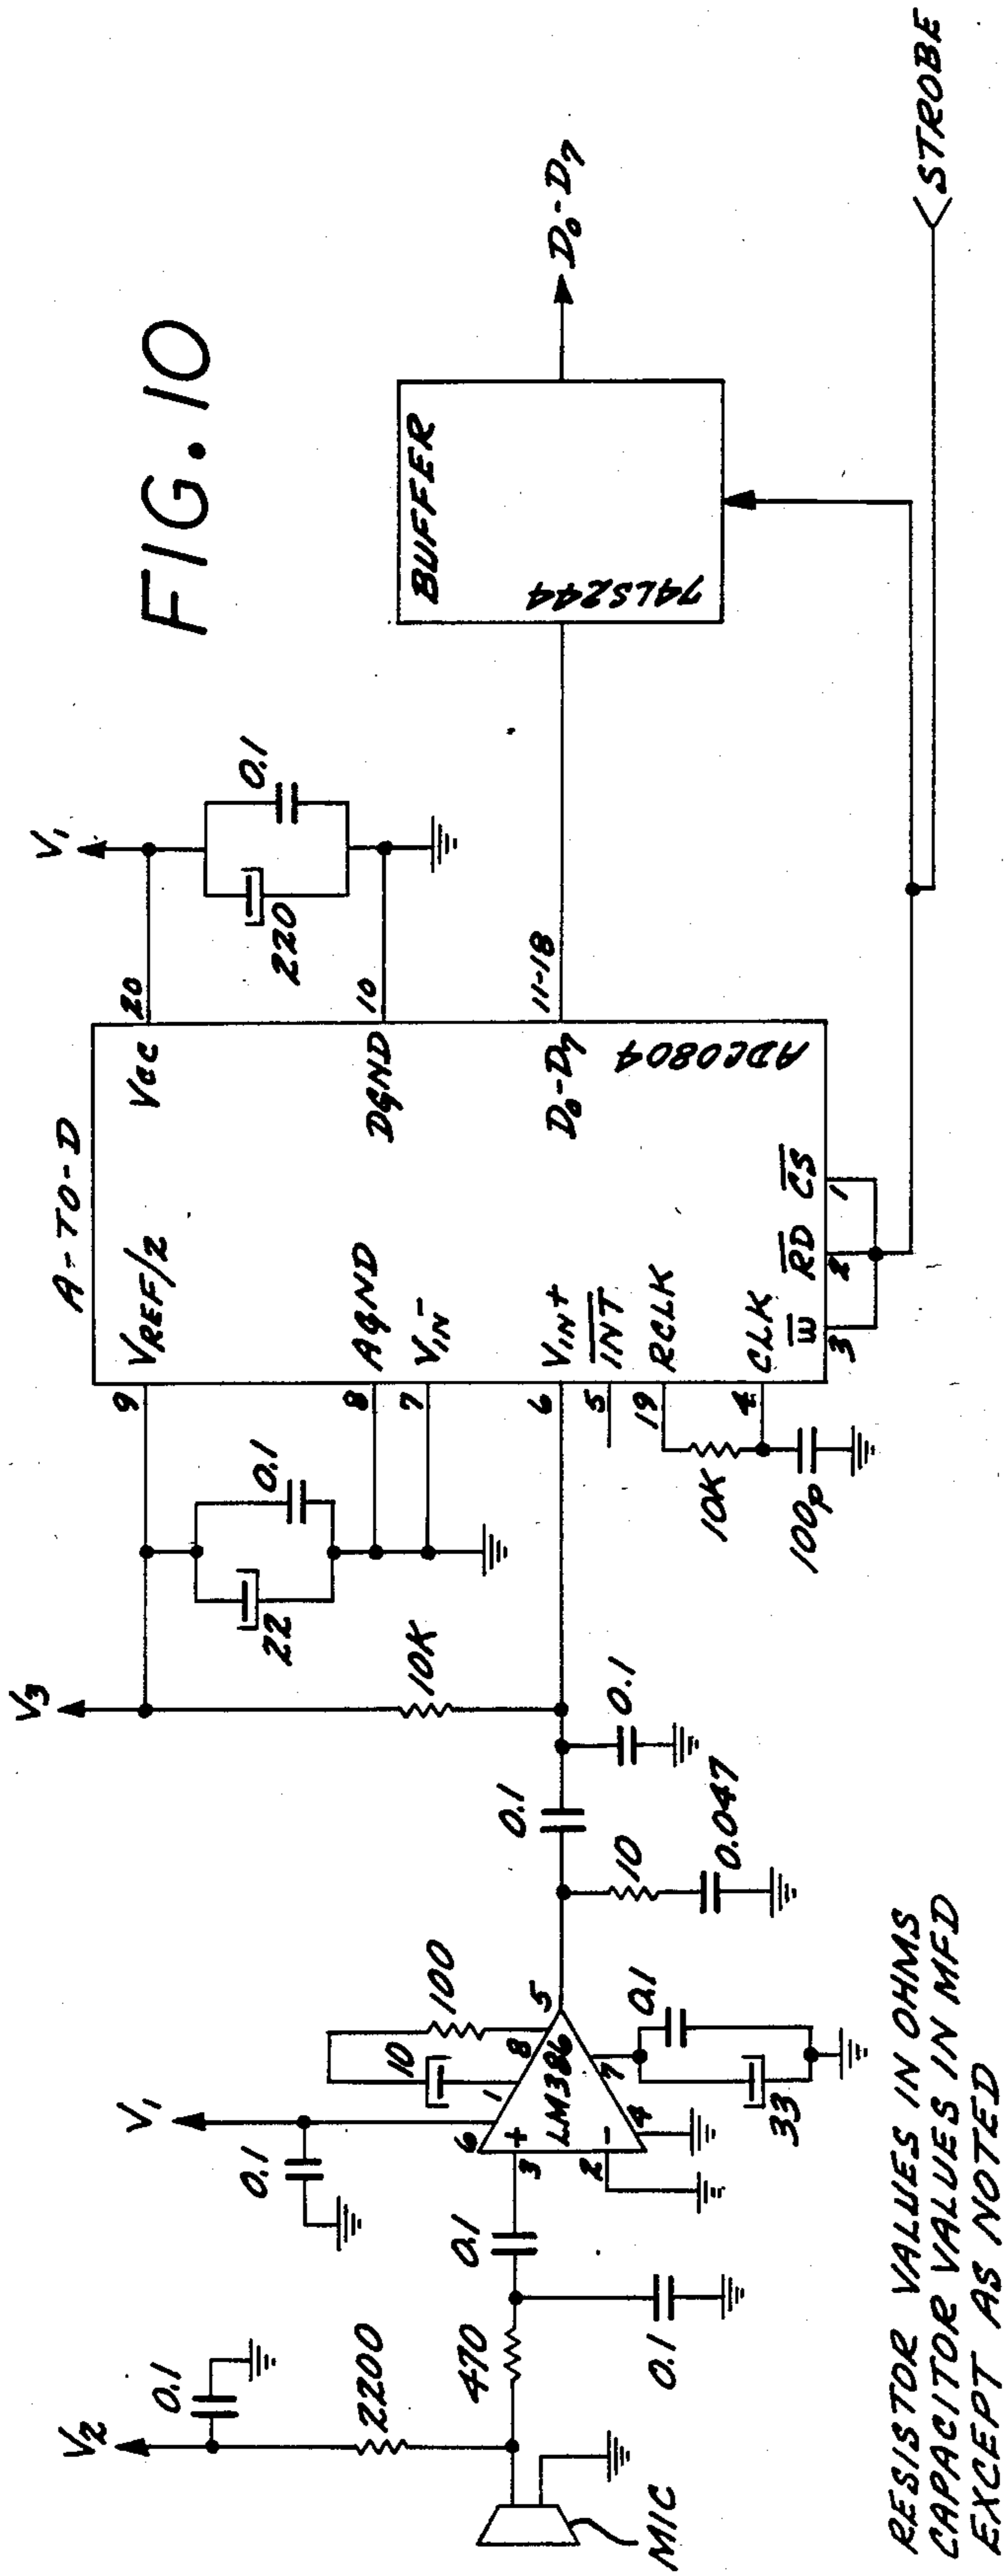 FIG. 10
V2
0.1
2200
MIC
470
0.1
0.1
V1
0.1
6
3
+
2
-
4
LM386
1
8
7
5
10
100
33
0.1
10
0.047
0.1
0.1
V3
10K
22
0.1
A-TO-D
9
VREF/2
8
AGND
7
VIN-
6
VIN+
5
INT
19
RCLK
4
CLK
10K
100p
W
3
RD
2
CS
1
Vcc
20
DGND
10
D0-D7
11-18
ADC0804
V1
220
0.1
BUFFER
74LS244
D0-D7
STROBE
RESISTOR VALUES IN OHMS
CAPACITOR VALUES IN MFD
EXCEPT AS NOTED